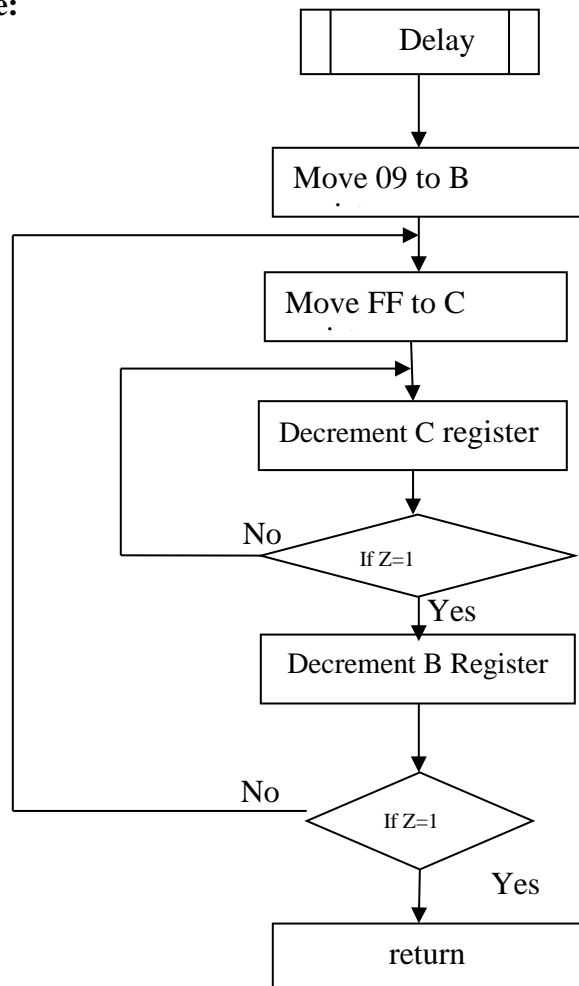 e:
Delay
Move 09 to B
Move FF to C
Decrement C register
No
If Z=1
Yes
Decrement B Register
No
If Z=1
Yes
return